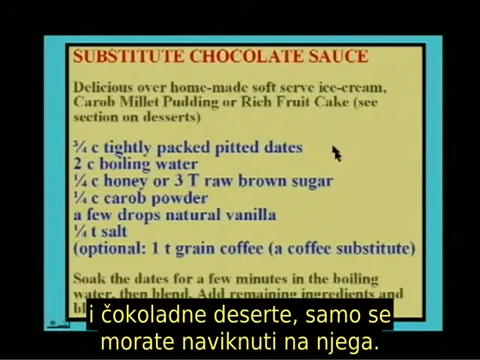 SUBSTITUTE CHOCOLATE SAUCE
Delicious over home-made soft serve ice-cream,
Carob Millet Pudding or Rich Fruit Cake (see
section on desserts)
¾ c tightly packed pitted dates
2 c boiling water
¼ c honey or 3 T raw brown sugar
¼ c carob powder
a few drops natural vanilla
¼ t salt
(optional: 1 t grain coffee (a coffee substitute)
Soak the dates for a few minutes in the boiling
water, then blend. Add remaining ingredients and
i čokoladne deserte, samo se
morate naviknuti na njega.